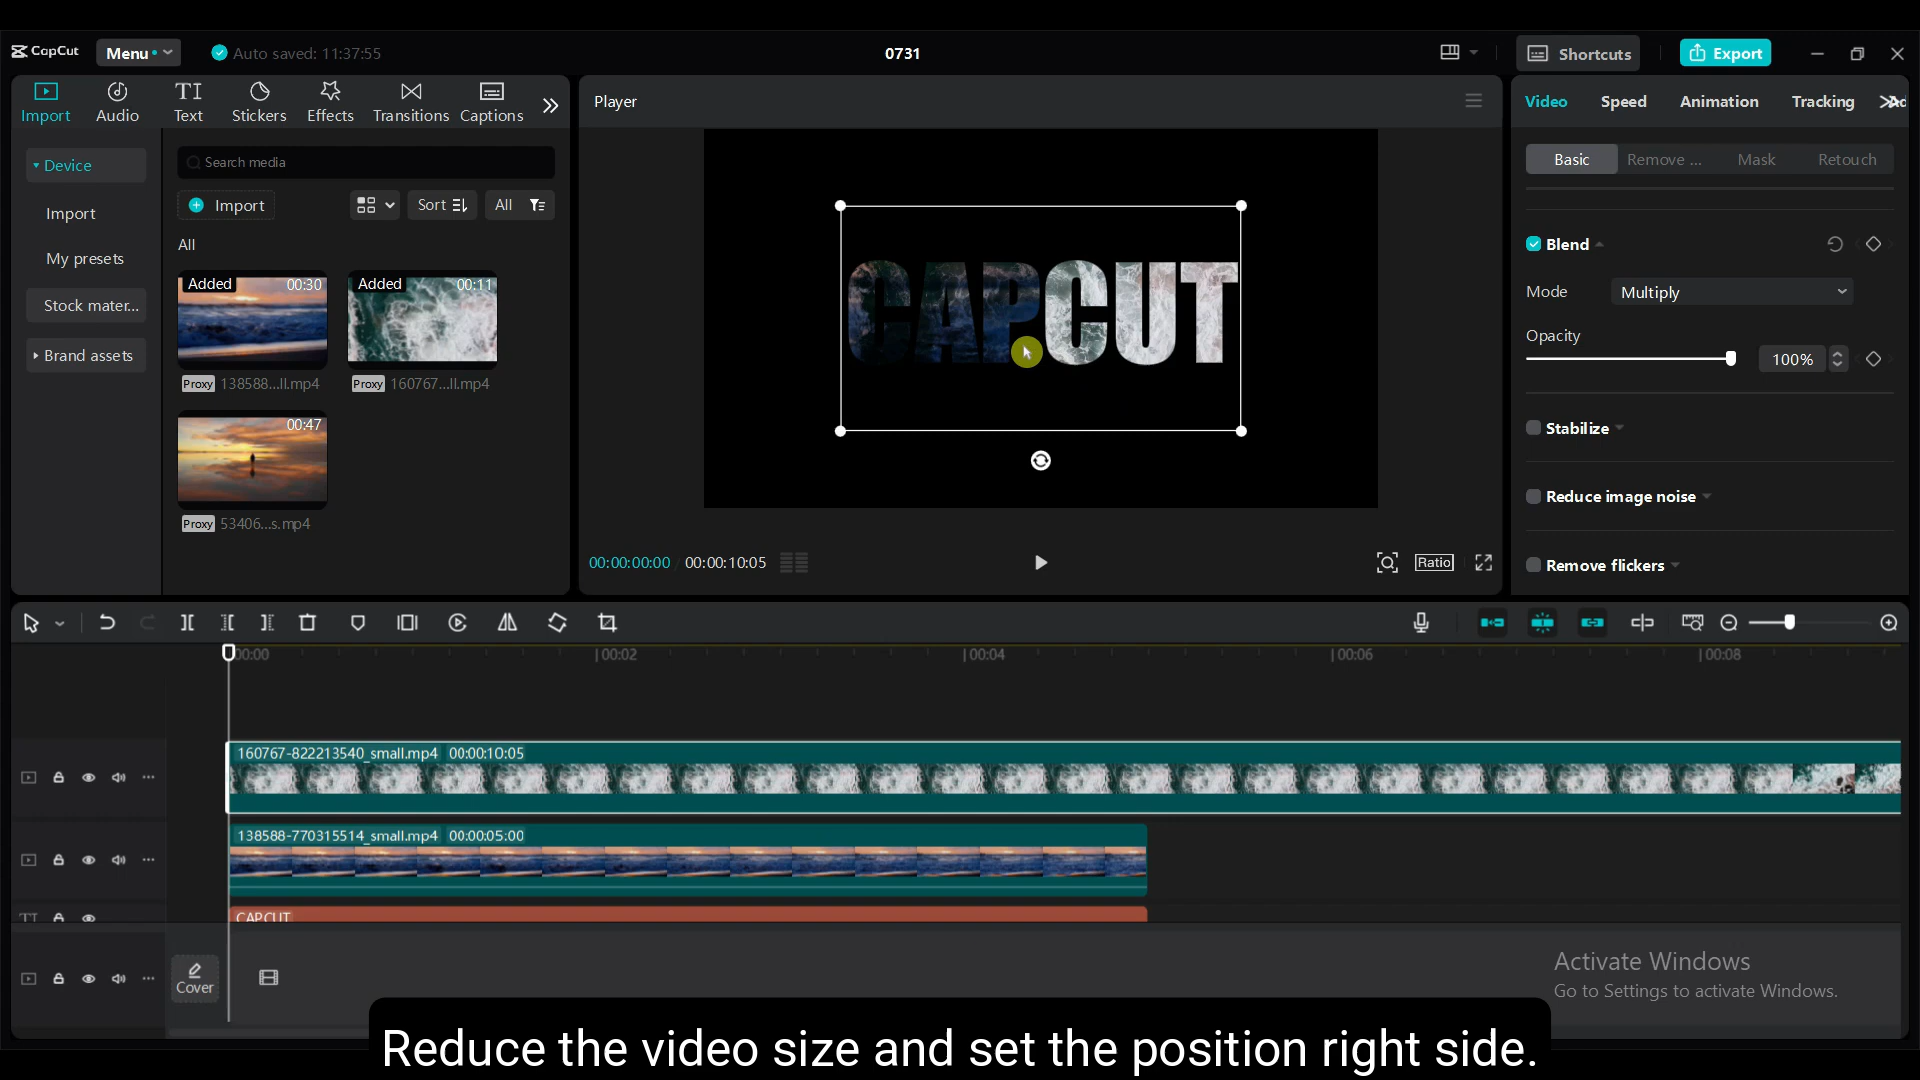 CapCut
Menu
Auto saved: 11:37:55
0731
Shortcuts
Export
Import
Audio
Text
Stickers
Effects
Transitions
Captions
Device
Import
My presets
Stock mater...
Brand assets
Search media
Import
Sort
All
All
Added
00:30
Proxy
138588...ll.mp4
Added
00:11
Proxy
160767...ll.mp4
00:47
Proxy
53406...s.mp4
Player
CAPCUT
00:00:00:00
00:00:10:05
Ratio
Video
Speed
Animation
Tracking
Basic
Remove ...
Mask
Retouch
Blend
Mode
Multiply
Opacity
100%
Stabilize
Reduce image noise
Remove flickers
00:00
00:02
00:04
00:06
00:08
160767-822213540_small.mp4 00:00:10:05
138588-770315514_small.mp4 00:00:05:00
CAPCUT
Cover
Activate Windows
Go to Settings to activate Windows.
Reduce the video size and set the position right side.